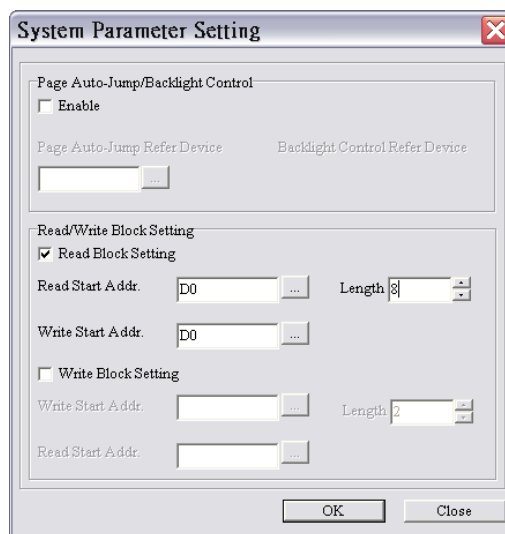 System Parameter Setting
Page Auto-Jump/Backlight Control
Enable
Page Auto-Jump Refer Device Backlight Control Refer Device
...
Read/Write Block Setting
Read Block Setting
Read Start Addr. D0 ... Length 8
Write Start Addr. D0 ...
Write Block Setting
Write Start Addr. ... Length 2
Read Start Addr. ...
OK Close